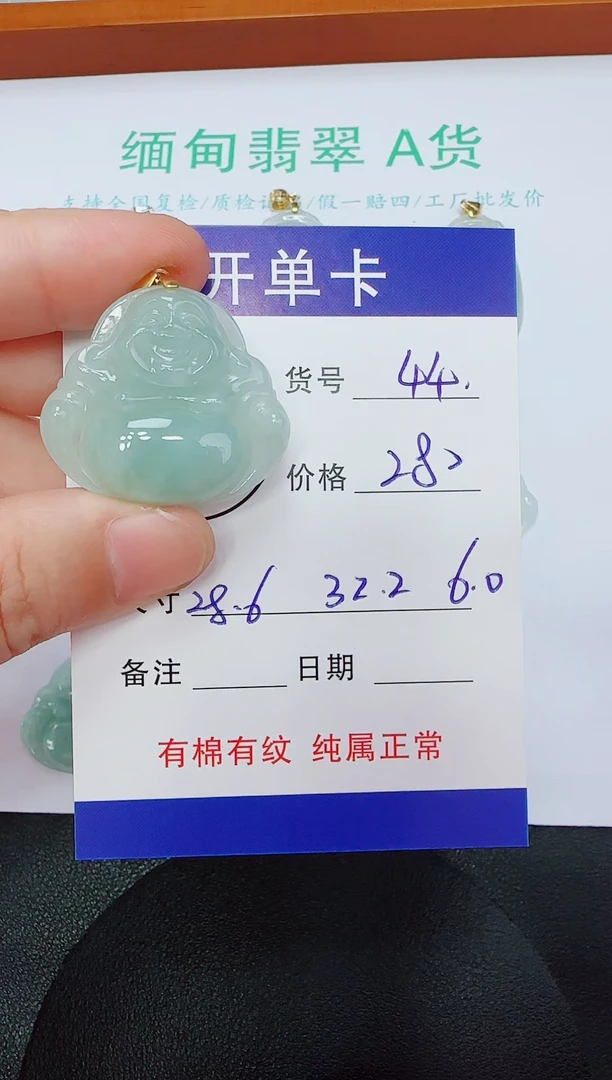 缅甸翡翠 A货
支持全国复检/质检证书/假一赔四/工厂批发价
开单卡
货号 44.
价格
尺寸 28.6 32.2 6.0
备注 日期
有棉有纹 纯属正常